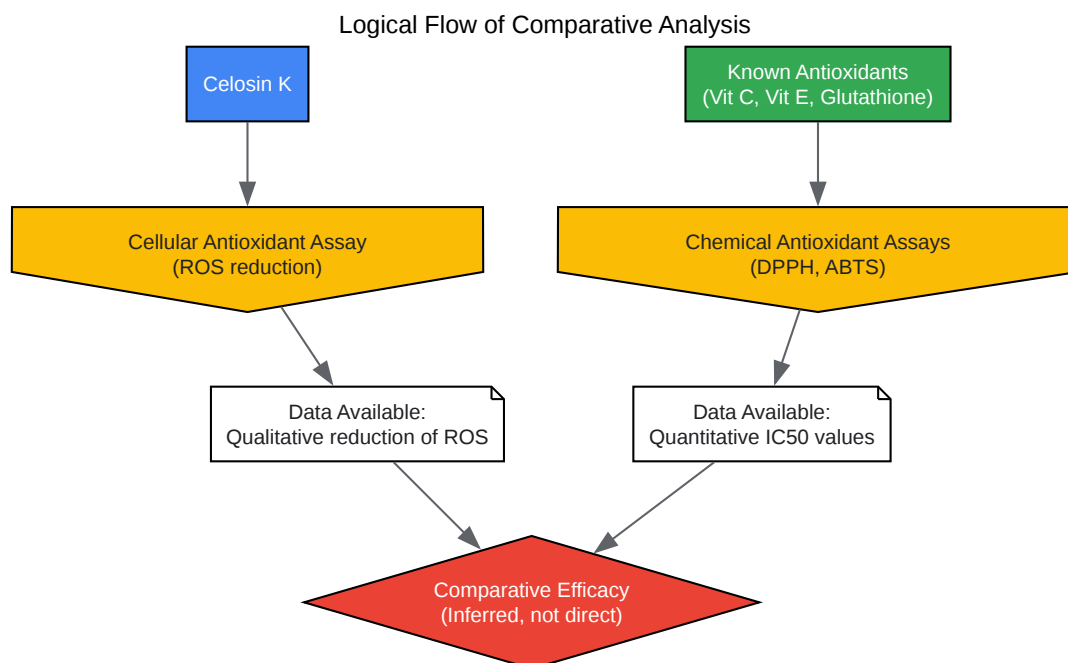 Logical Flow of Comparative Analysis
Celosin K
Known Antioxidants
(Vit C, Vit E, Glutathione)
Cellular Antioxidant Assay
(ROS reduction)
Chemical Antioxidant Assays
(DPPH, ABTS)
Data Available:
Qualitative reduction of ROS
Data Available:
Quantitative IC50 values
Comparative Efficacy
(Inferred, not direct)